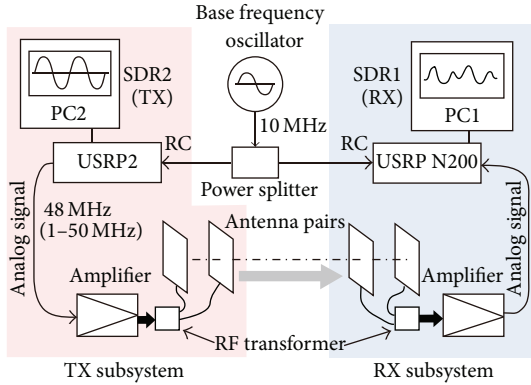 Base frequency
oscillator
SDR2
(TX)
PC2
SDR1
(RX)
PC1
10 MHz
RC
RC
USRP2
USRP N200
Power splitter
Analog signal
48 MHz
(1–50 MHz)
Antenna pairs
Analog signal
Amplifier
Amplifier
RF transformer
TX subsystem
RX subsystem